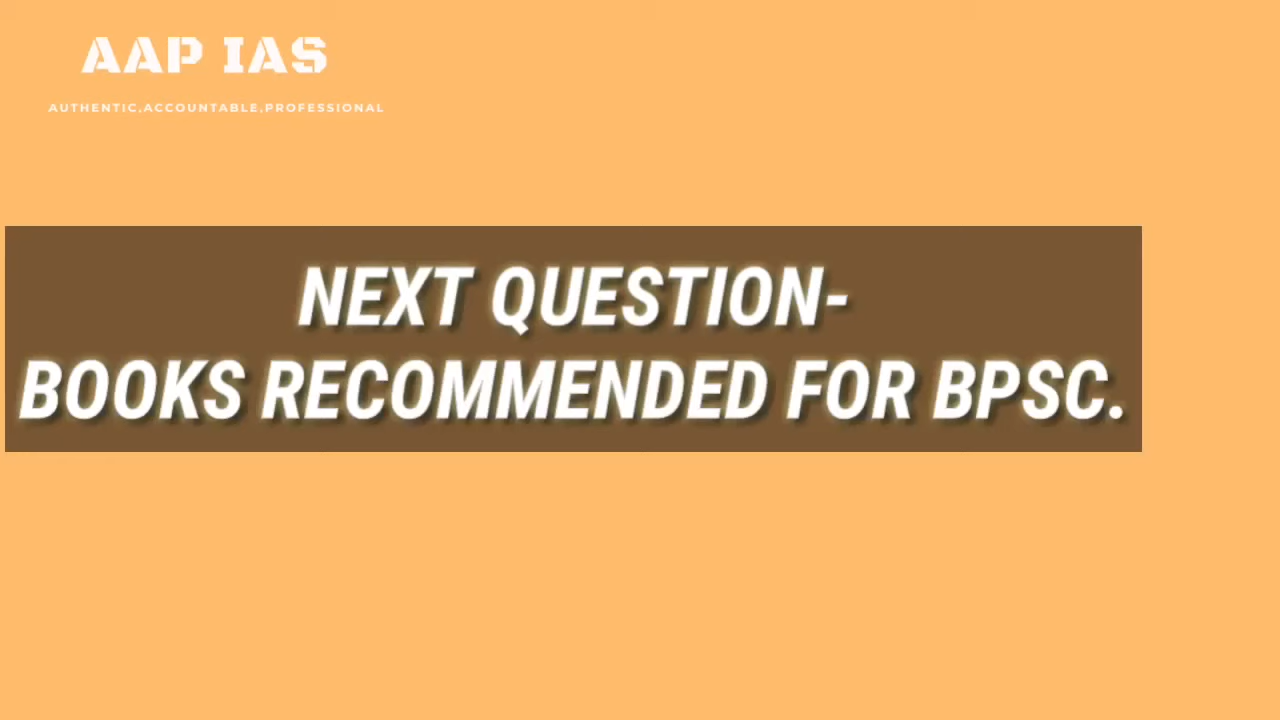 AAP IAS
AUTHENTIC,ACCOUNTABLE,PROFESSIONAL
NEXT QUESTION-
BOOKS RECOMMENDED FOR BPSC.